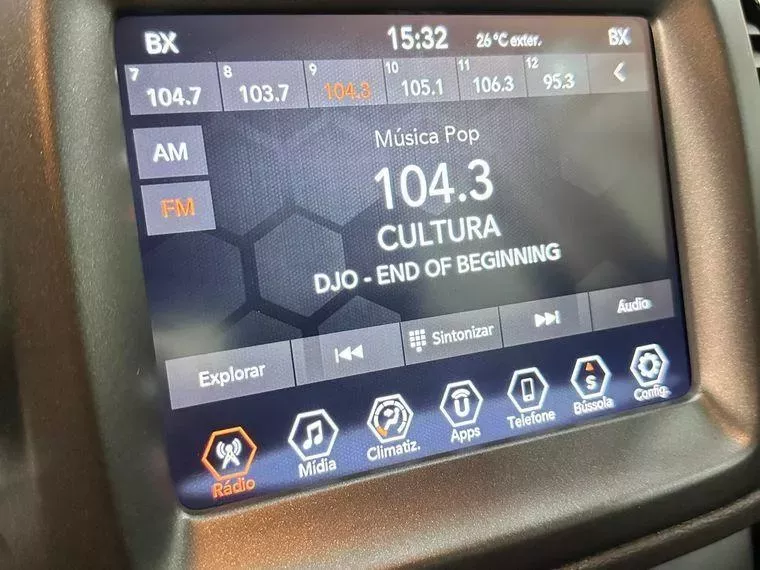 BX 15:32 26°C exter. BX
7 104.7 8 103.7 9 104.3 10 105.1 11 106.3 12 95.3
AM
FM
Música Pop
104.3
CULTURA
DJO - END OF BEGINNING
Explorar Sintonizar Áudio
Rádio Mídia Climatiz. Apps Telefone S Bússola Config.